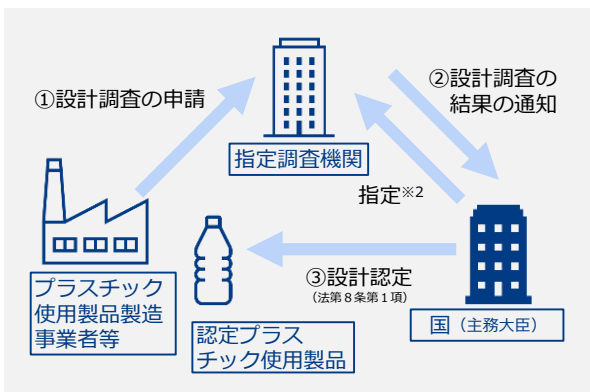 ①設計調査の申請
②設計調査の
結果の通知
指定調査機関
指定※2
プラスチック
使用製品製造
事業者等
③設計認定
(法第8条第1項)
認定プラス
チック使用製品
国（主務大臣）